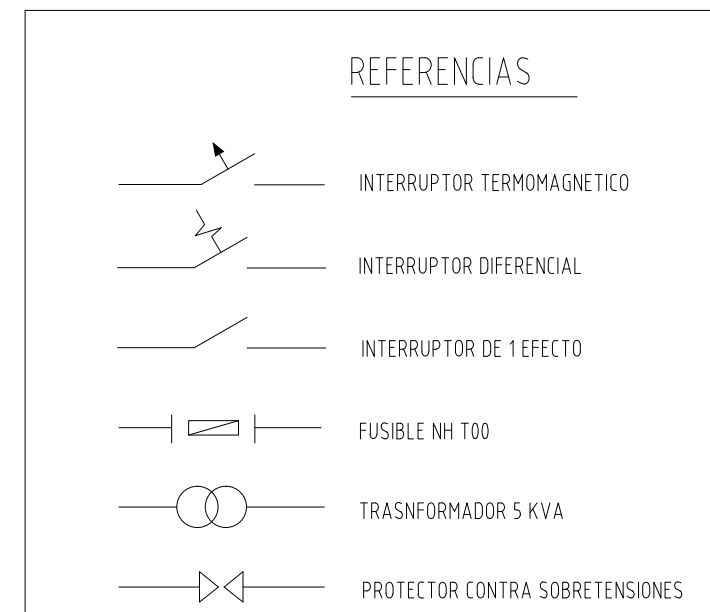 REFERENCIAS
INTERRUPTOR TERMOMAGNETICO
INTERRUPTOR DIFERENCIAL
INTERRUPTOR DE 1 EFECTO
FUSIBLE NH T00
TRASNFORMADOR 5 KVA
PROTECTOR CONTRA SOBRETENSIONES